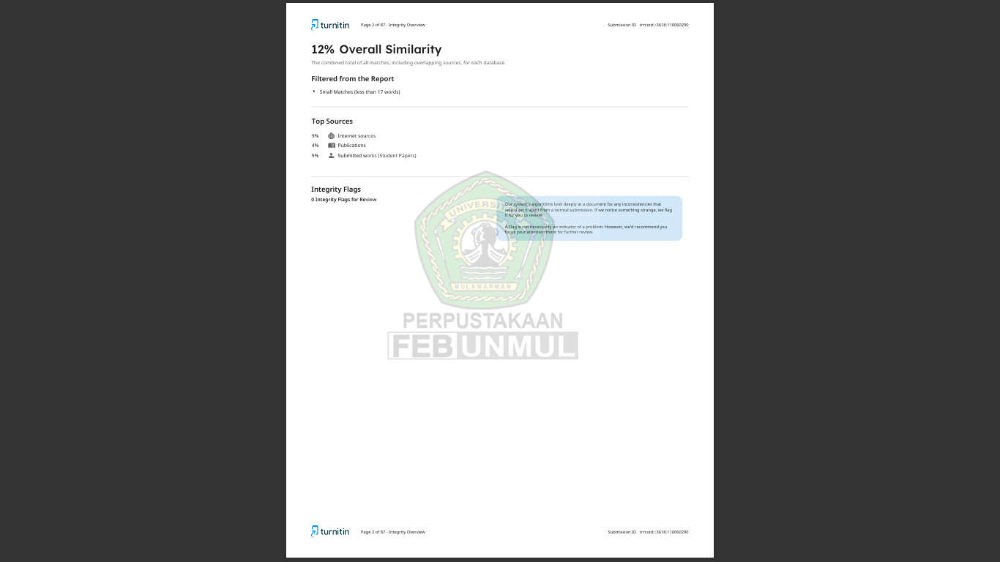 turnitin Page 2 of 87 - Integrity Overview Submission ID trn:oid:::3618:110060290
12% Overall Similarity
The combined total of all matches, including overlapping sources, for each database.
Filtered from the Report
Small Matches (less than 17 words)
Top Sources
9% Internet sources
4% Publications
9% Submitted works (Student Papers)
Integrity Flags
0 Integrity Flags for Review
Our system's algorithms look deeply at a document for any inconsistencies that
would set it apart from a normal submission. If we notice something strange, we flag
it for you to review.
A Flag is not necessarily an indicator of a problem. However, we'd recommend you
focus your attention there for further review.
MULAWARMAN
PERPUSTAKAAN
FEB UNMUL
turnitin Page 2 of 87 - Integrity Overview Submission ID trn:oid:::3618:110060290